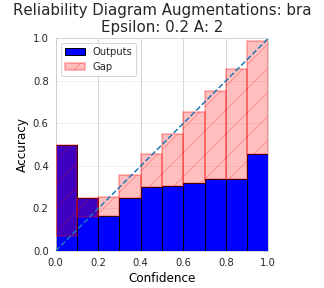 Reliability Diagram Augmentations: bra
Epsilon: 0.2 A: 2
1.0
0.8
0.6
0.4
0.2
0.0
Accuracy
Outputs
Gap
0.0 0.2 0.4 0.6 0.8 1.0
Confidence